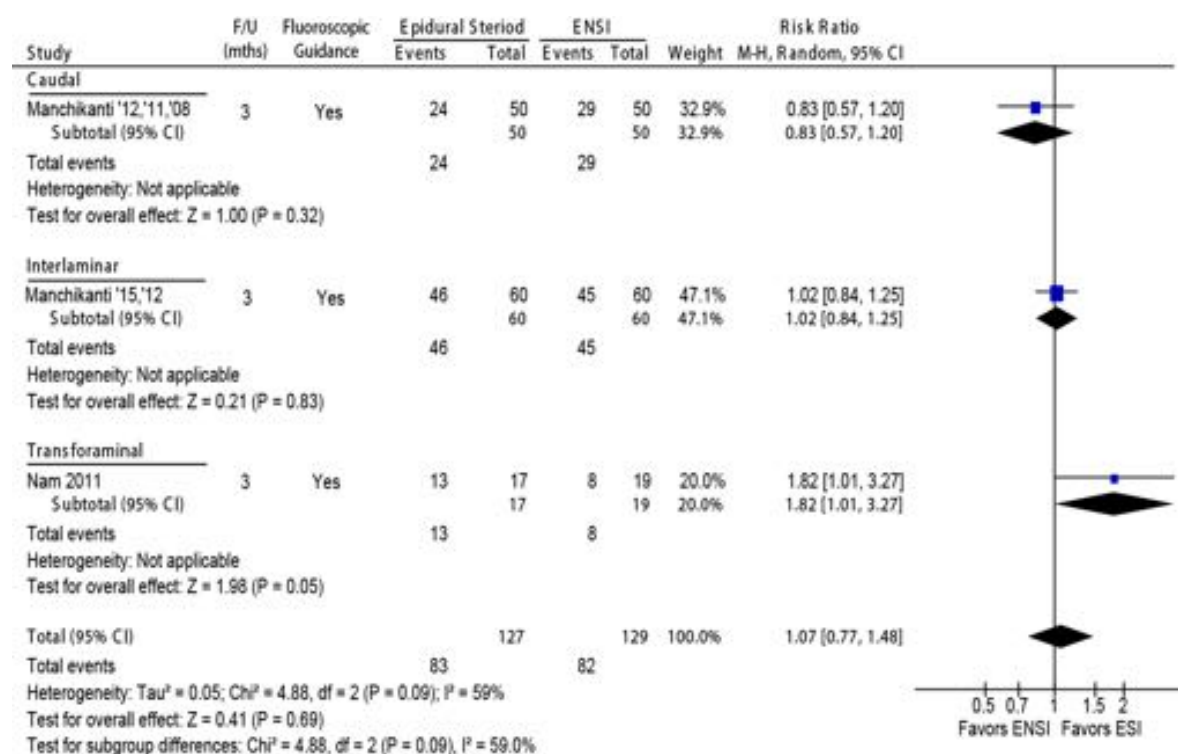 F/U Fluoroscopic Epidural Steriod ENSI Risk Ratio
Study (mths) Guidance Events Total Events Total Weight M-H, Random, 95% CI
Caudal
Manchikanti '12,'11,'08 3 Yes 24 50 29 50 32.9% 0.83 [0.57, 1.20]
Subtotal (95% CI) 50 50 32.9% 0.83 [0.57, 1.20]
Total events 24 29
Heterogeneity: Not applicable
Test for overall effect: Z = 1.00 (P = 0.32)
Interlaminar
Manchikanti '15,'12 3 Yes 46 60 45 60 47.1% 1.02 [0.84, 1.25]
Subtotal (95% CI) 60 60 47.1% 1.02 [0.84, 1.25]
Total events 46 45
Heterogeneity: Not applicable
Test for overall effect: Z = 0.21 (P = 0.83)
Transforaminal
Nam 2011 3 Yes 13 17 8 19 20.0% 1.82 [1.01, 3.27]
Subtotal (95% CI) 17 19 20.0% 1.82 [1.01, 3.27]
Total events 13 8
Heterogeneity: Not applicable
Test for overall effect: Z = 1.98 (P = 0.05)
Total (95% CI) 127 129 100.0% 1.07 [0.77, 1.48]
Total events 83 82
Heterogeneity: Tau² = 0.05; Chi² = 4.88, df = 2 (P = 0.09); I² = 59%
Test for overall effect: Z = 0.41 (P = 0.69)
Test for subgroup differences: Chi² = 4.88, df = 2 (P = 0.09), I² = 59.0%
0.5 0.7 1 1.5 2
Favors ENSI Favors ESI